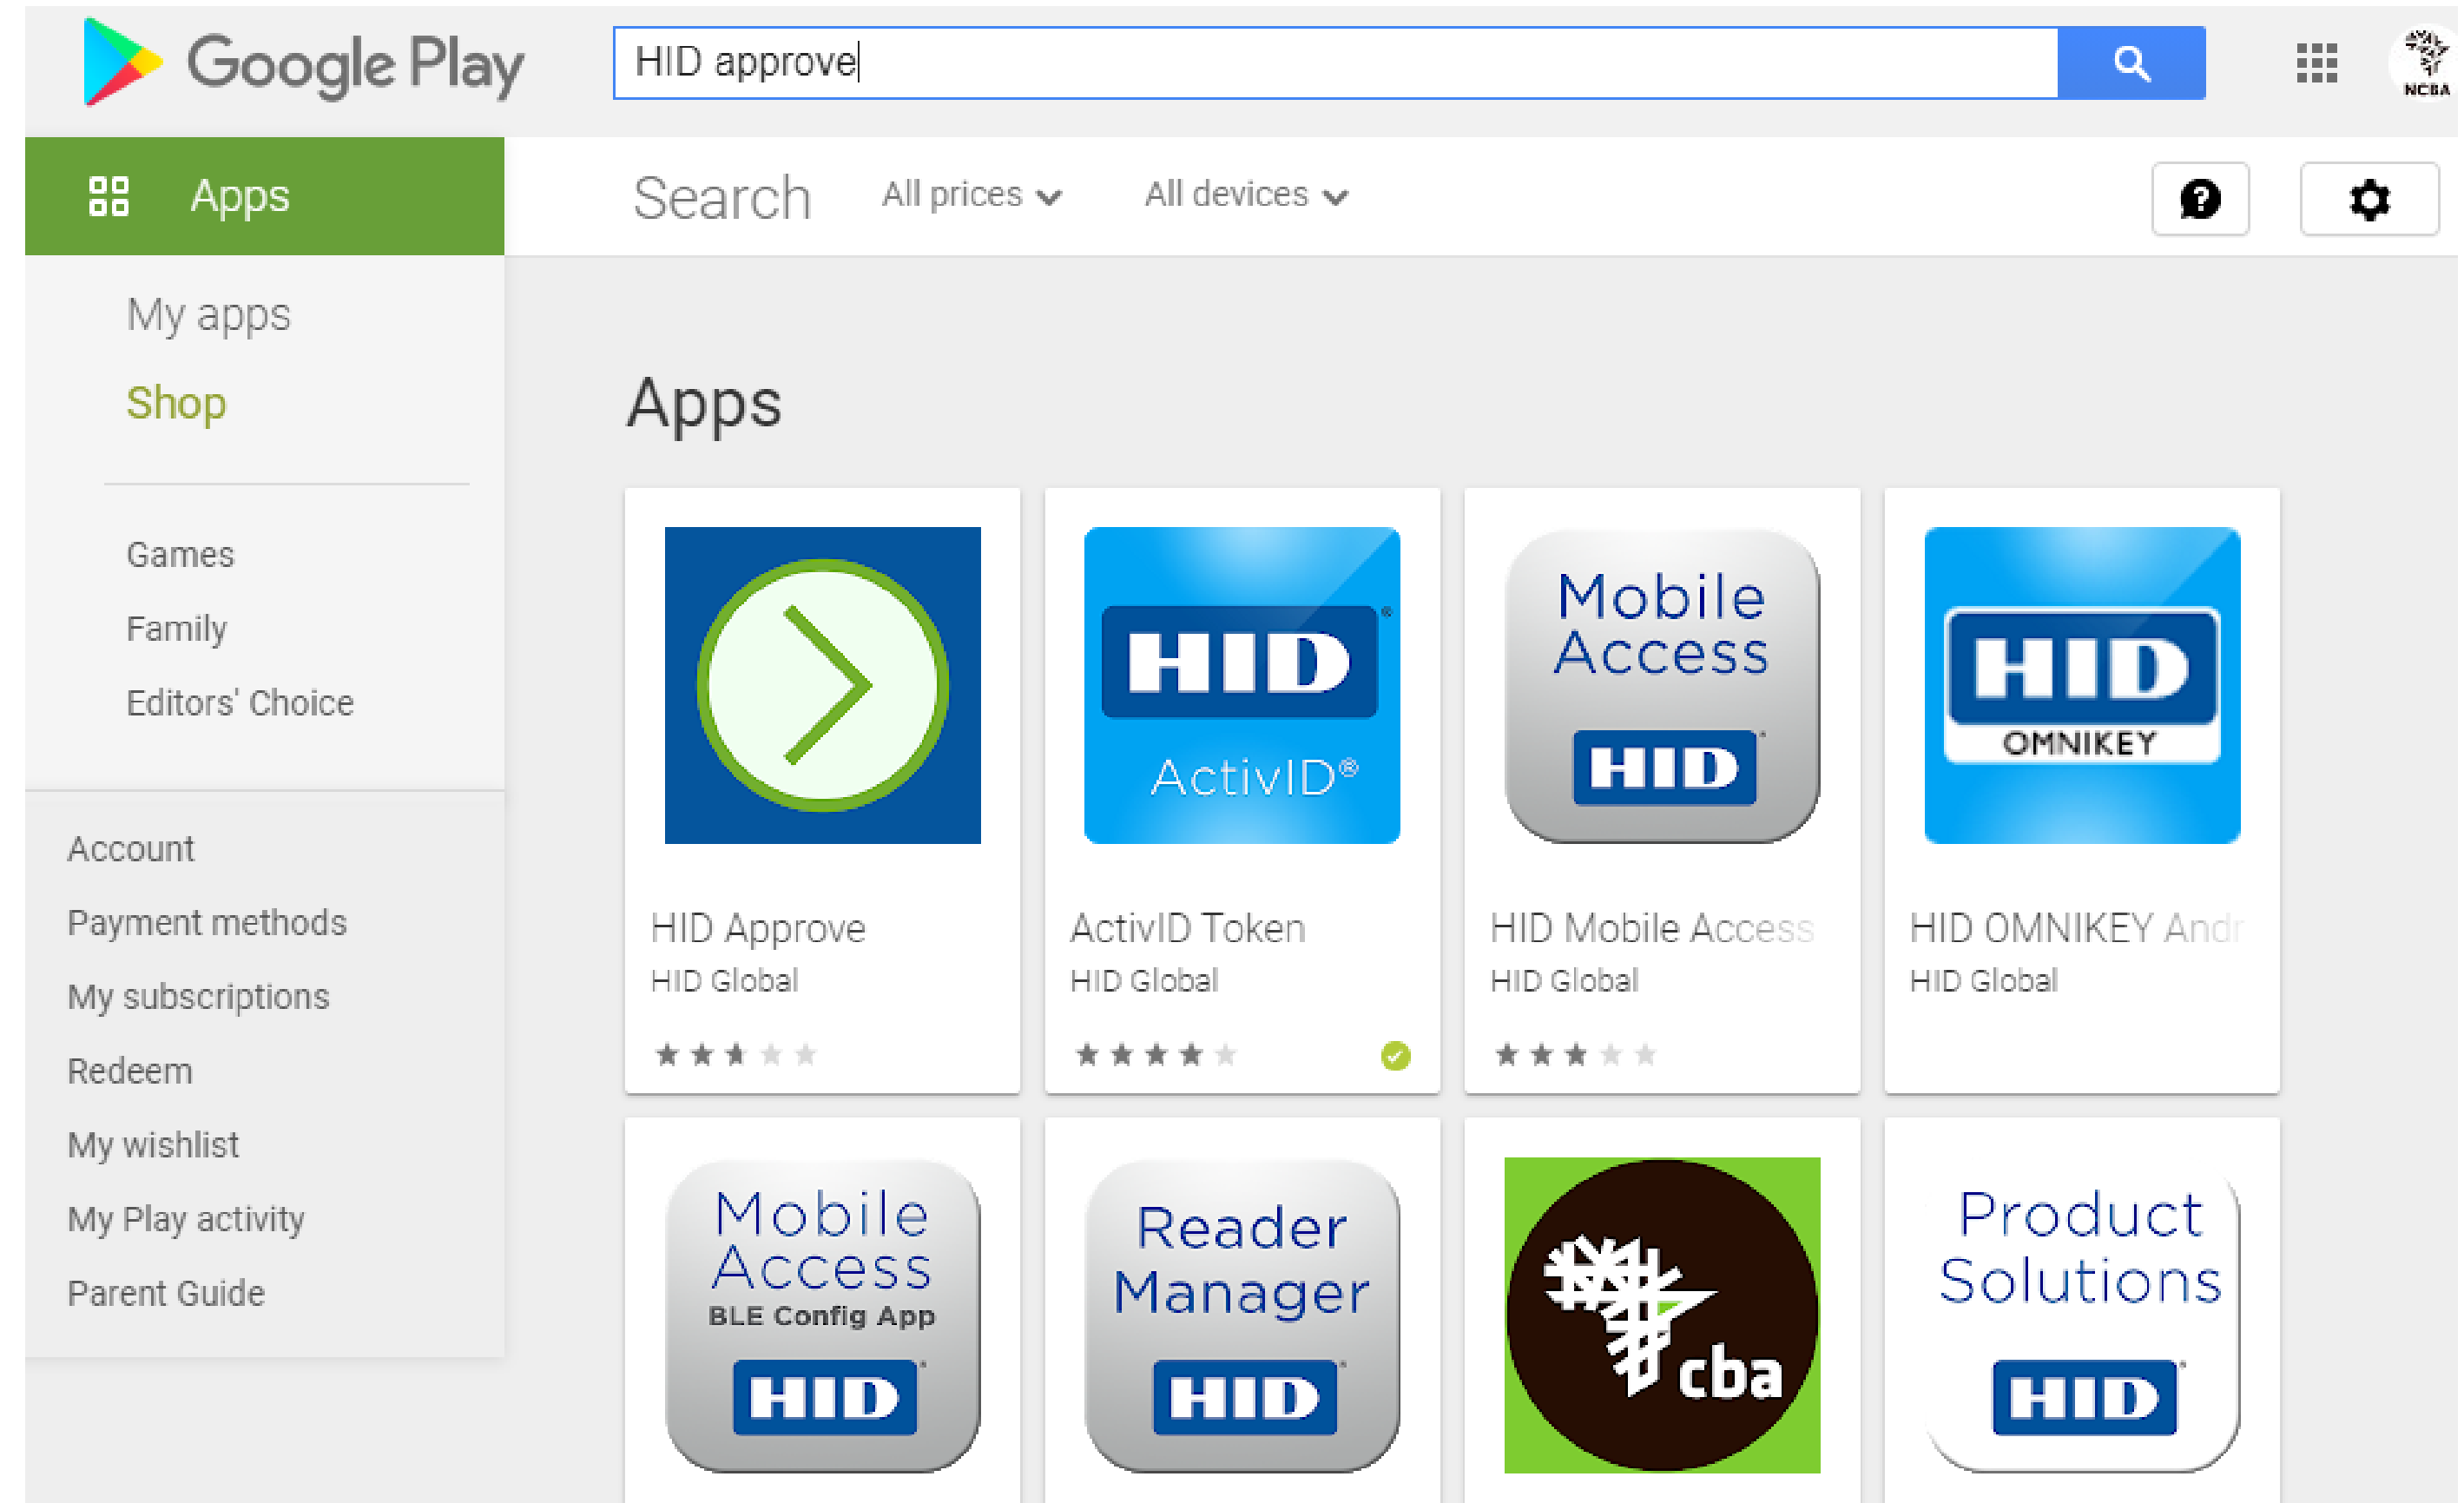 Google Play
HID approve
NCBA
Apps
Search
All prices
All devices
My apps
Shop
Games
Family
Editors' Choice
Account
Payment methods
My subscriptions
Redeem
My wishlist
My Play activity
Parent Guide
Apps
HID®
ActivID®
Mobile
Access
HID
HID
OMNIKEY
HID Approve
HID Global
ActivID Token
HID Global
HID Mobile Access
HID Global
HID OMNIKEY Andr
HID Global
Mobile
Access
BLE Config App
HID
Reader
Manager
HID
cba
Product
Solutions
HID